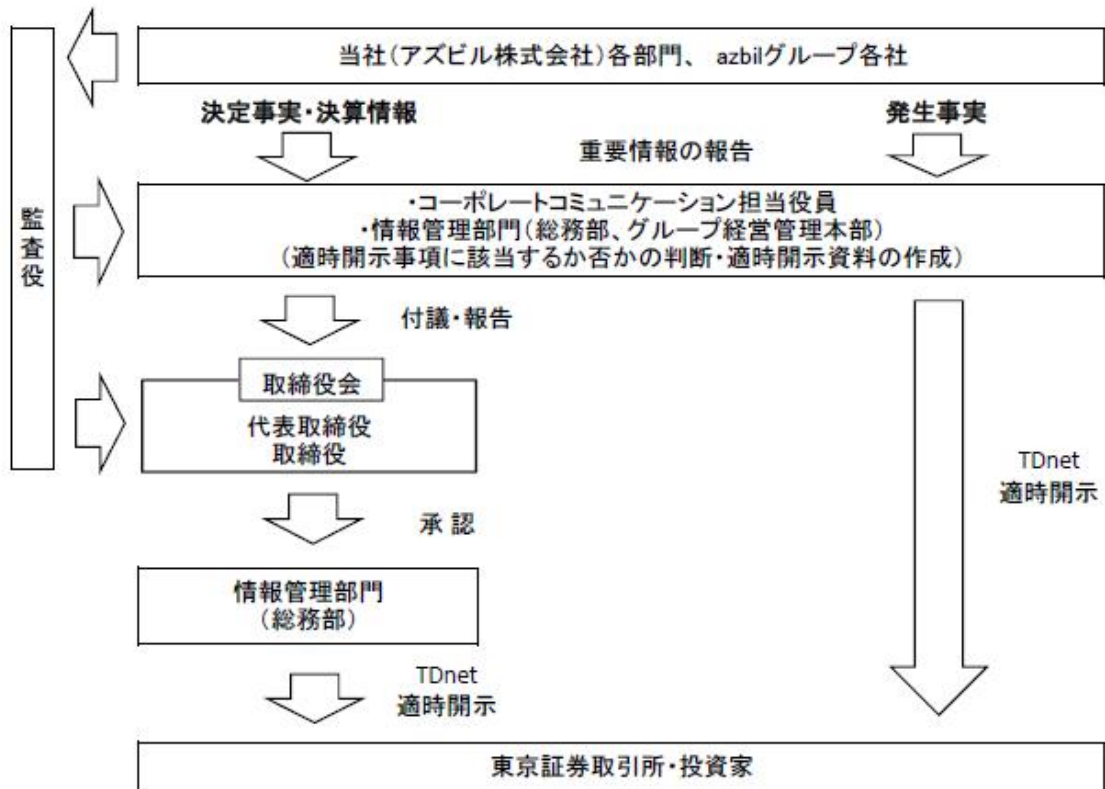 当社(アズビル株式会社)各部門、 azbilグループ各社
決定事実・決算情報
発生事実
重要情報の報告
監査役
・コーポレートコミュニケーション担当役員
・情報管理部門(総務部、グループ経営管理本部)
(適時開示事項に該当するか否かの判断・適時開示資料の作成)
付議・報告
取締役会
代表取締役
取締役
TDnet
適時開示
承 認
情報管理部門
(総務部)
TDnet
適時開示
東京証券取引所・投資家